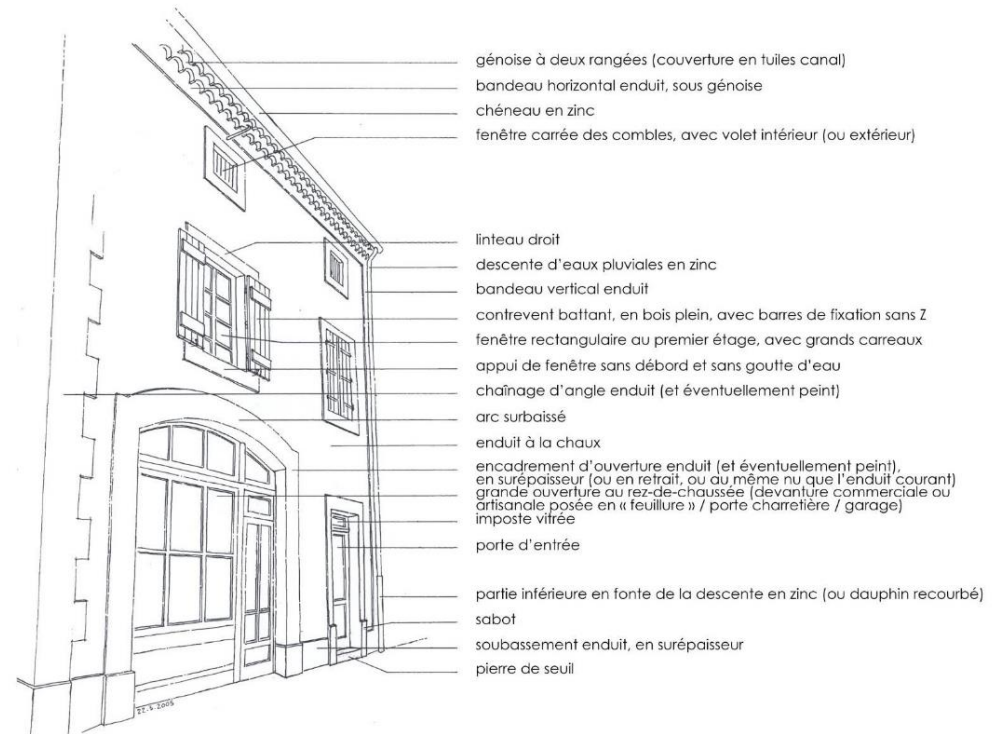 génoise à deux rangées (couverture en tuiles canal)
bandeau horizontal enduit, sous génoise
chéneau en zinc
fenêtre carrée des combles, avec volet intérieur (ou extérieur)
linteau droit
descente d'eaux pluviales en zinc
bandeau vertical enduit
contrevent battant, en bois plein, avec barres de fixation sans Z
fenêtre rectangulaire au premier étage, avec grands carreaux
appui de fenêtre sans débord et sans goutte d'eau
chaînage d'angle enduit (et éventuellement peint)
arc surbaissé
enduit à la chaux
encadrement d'ouverture enduit (et éventuellement peint),
en surépaisseur (ou en retrait, ou au même nu que l'enduit courant)
grande ouverture au rez-de-chaussée (devanture commerciale ou
artisanale posée en « feuillure » / porte charretière / garage)
imposte vitrée
porte d'entrée
partie inférieure en fonte de la descente en zinc (ou dauphin recourbé)
sabot
soubassement enduit, en surépaisseur
pierre de seuil